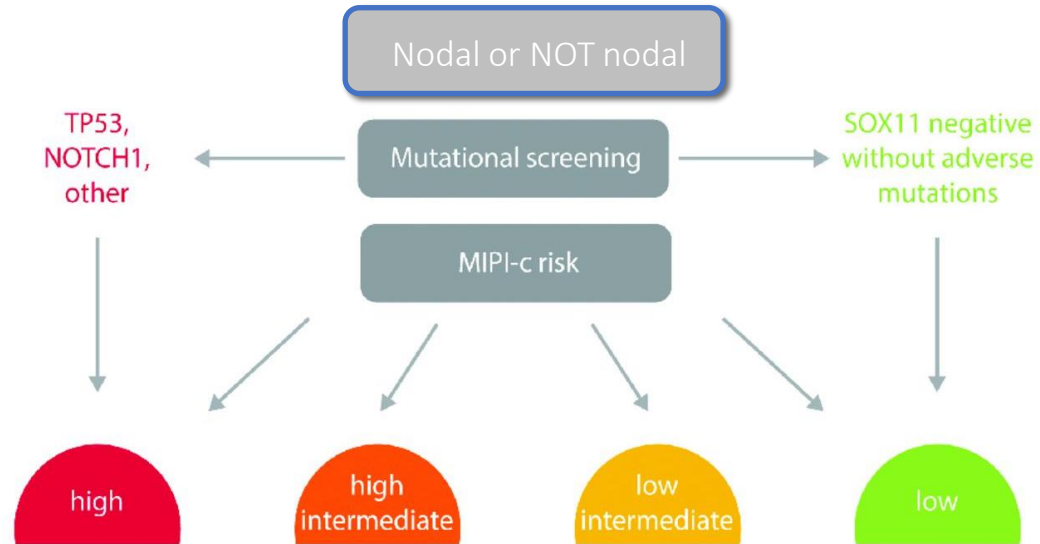 Nodal or NOT nodal
TP53,
NOTCH1,
other
Mutational screening
SOX11 negative
without adverse
mutations
MIPI-c risk
high
high
intermediate
low
intermediate
low